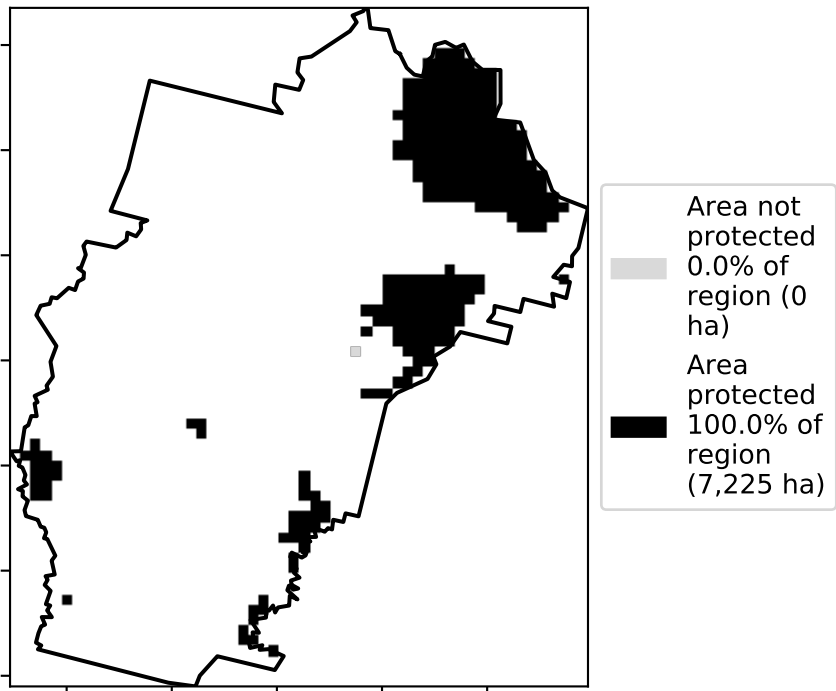 Area not
protected
0.0% of
region (0
ha)
Area
protected
100.0% of
region
(7,225 ha)